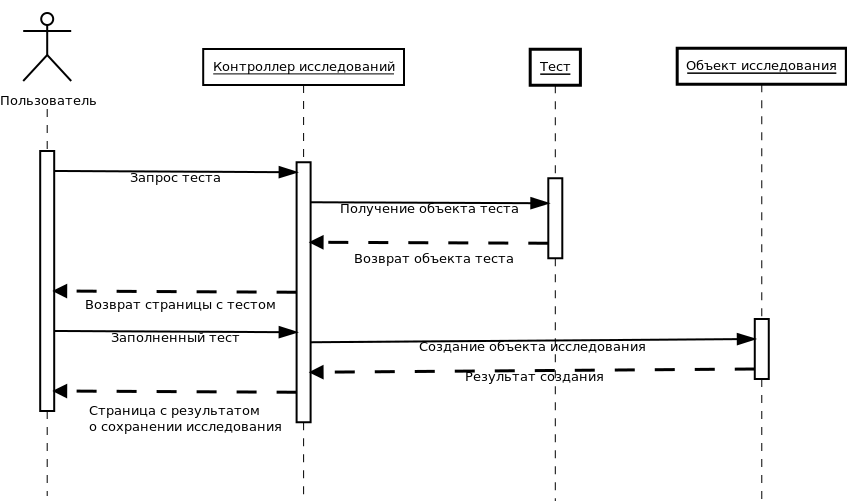 Контроллер исследований
Тест
Объект исследования
Пользователь
Запрос теста
Получение объекта теста
Возврат объекта теста
Возврат страницы с тестом
Заполненный тест
Создание объекта исследования
Результат создания
Страница с результатом
о сохранении исследования